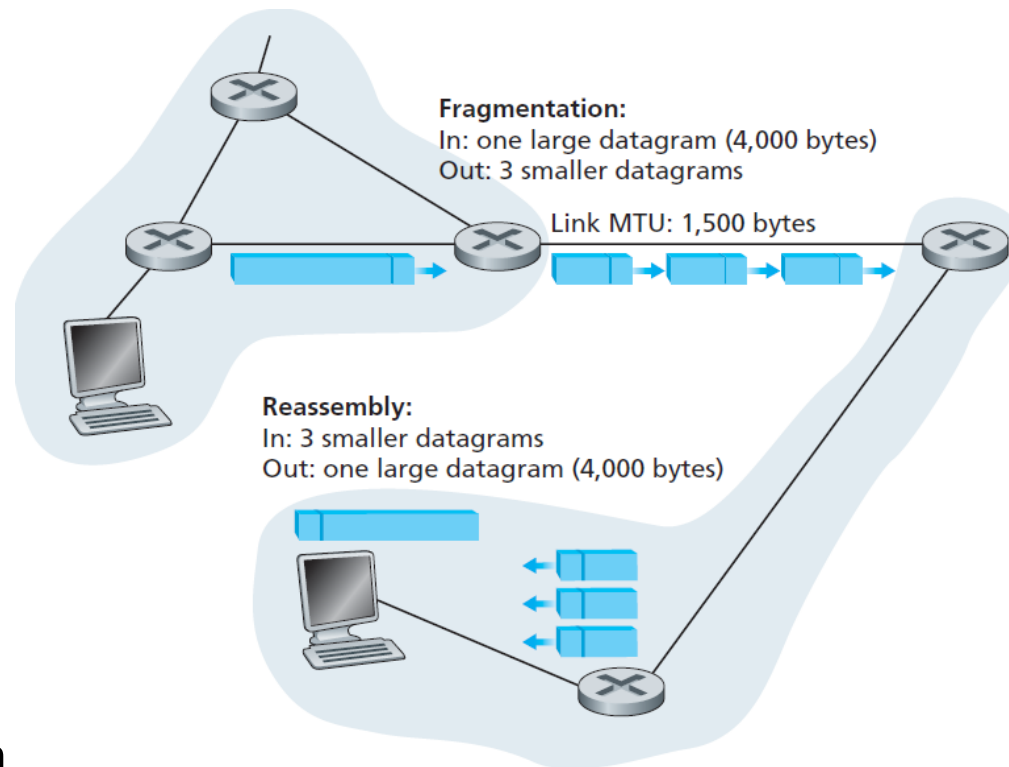 Fragmentation:
In: one large datagram (4,000 bytes)
Out: 3 smaller datagrams
Link MTU: 1,500 bytes
Reassembly:
In: 3 smaller datagrams
Out: one large datagram (4,000 bytes)